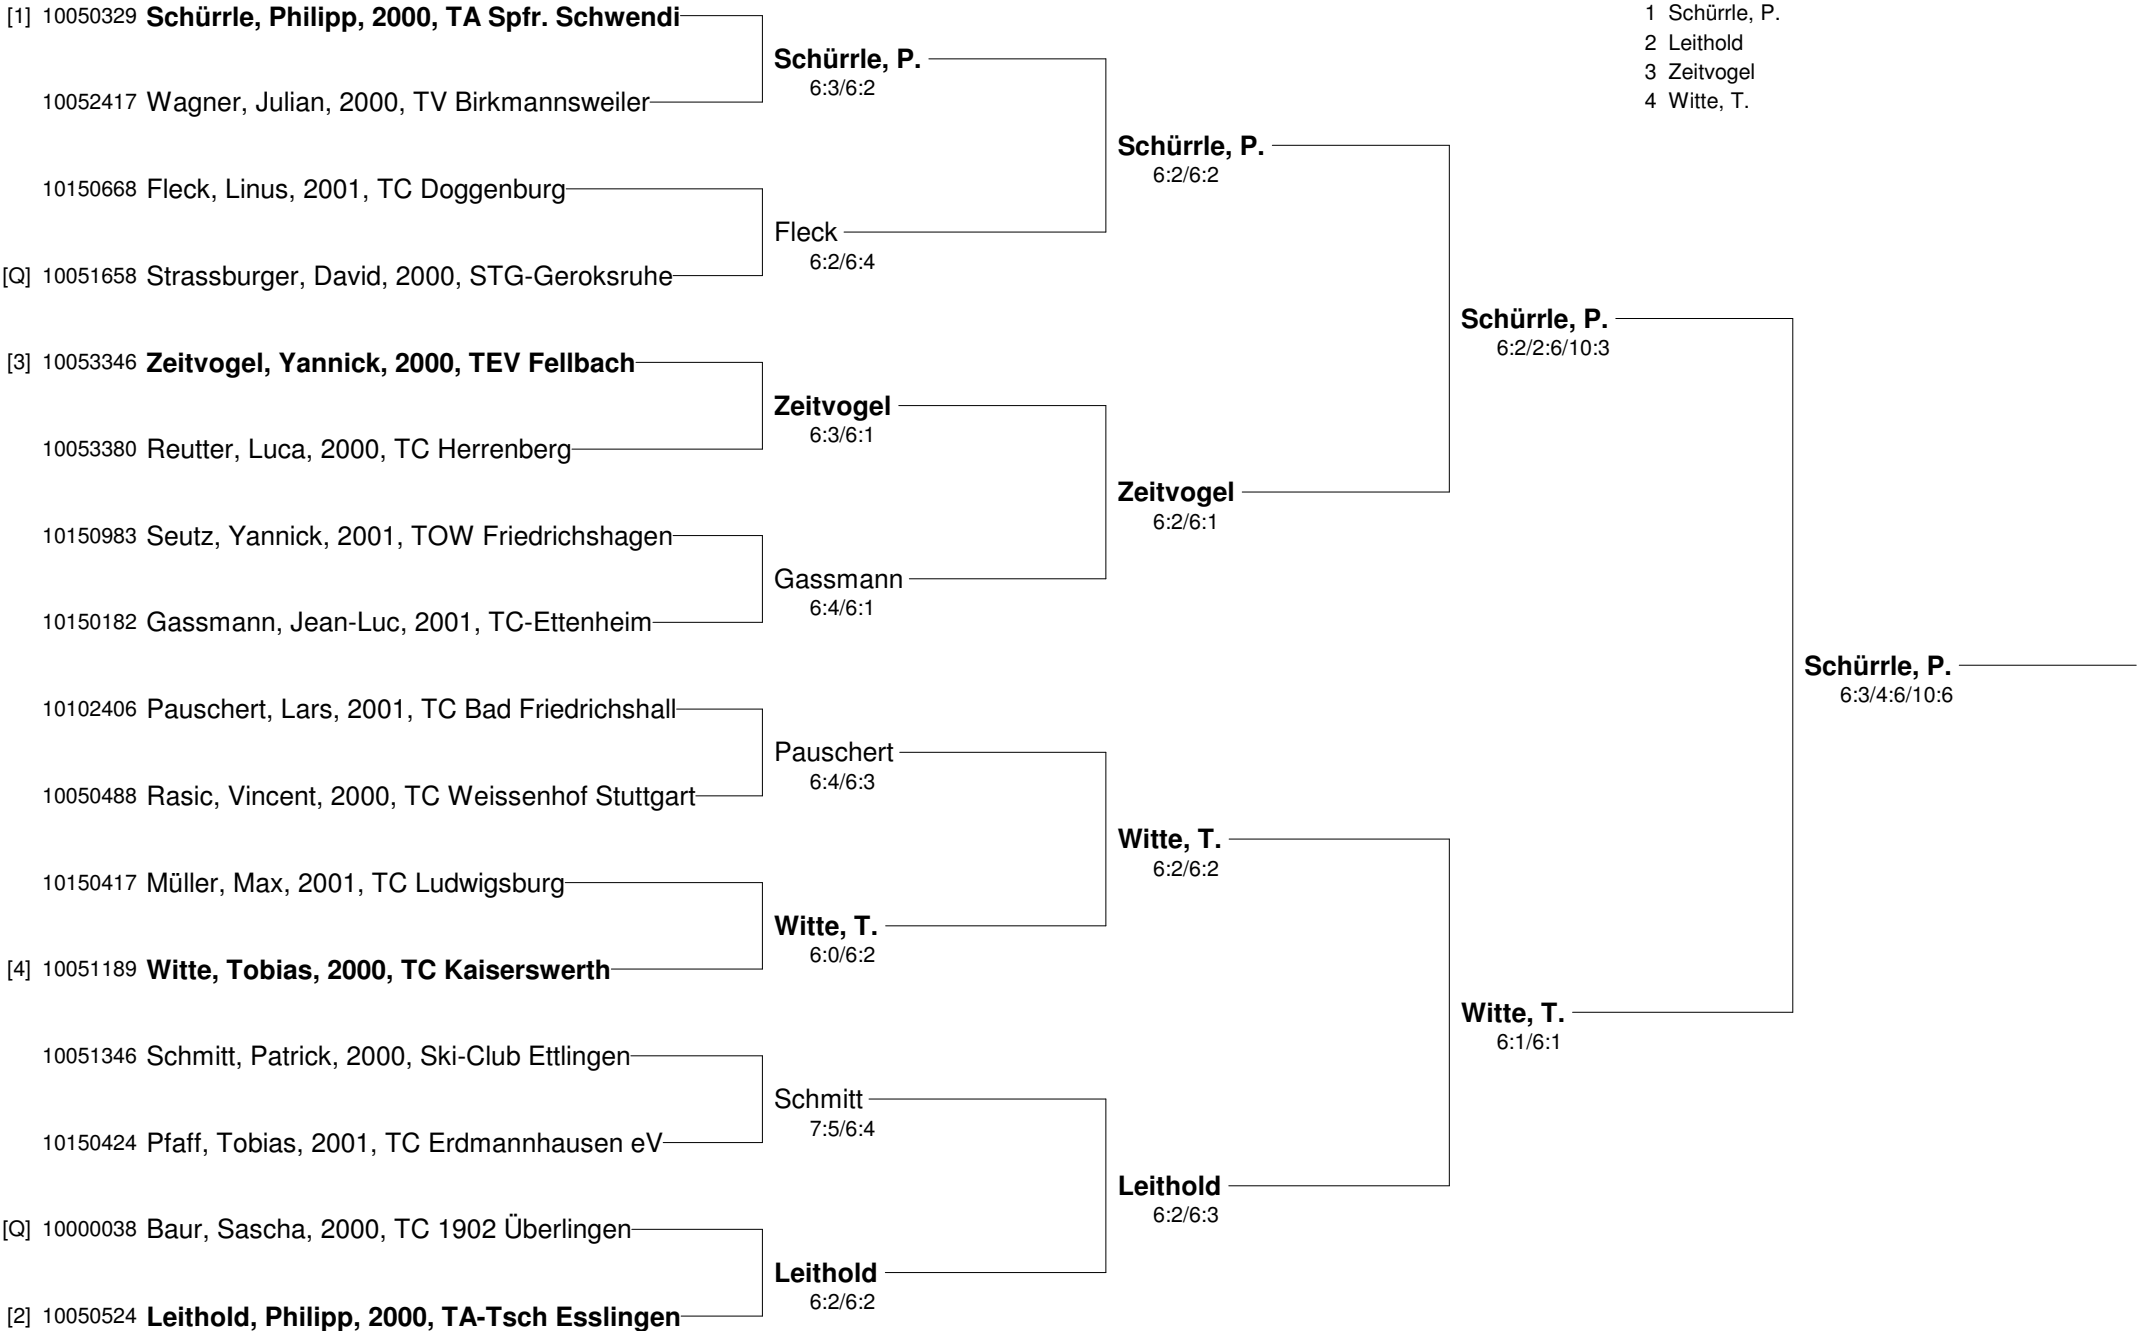 [1] 10050329 Schürrle, Philipp, 2000, TA Spfr. Schwendi
10052417 Wagner, Julian, 2000, TV Birkmannsweiler
10150668 Fleck, Linus, 2001, TC Doggenburg
[Q] 10051658 Strassburger, David, 2000, STG-Geroksruhe
[3] 10053346 Zeitvogel, Yannick, 2000, TEV Fellbach
10053380 Reutter, Luca, 2000, TC Herrenberg
10150983 Seutz, Yannick, 2001, TOW Friedrichshagen
10150182 Gassmann, Jean-Luc, 2001, TC-Ettenheim
10102406 Pauschert, Lars, 2001, TC Bad Friedrichshall
10050488 Rasic, Vincent, 2000, TC Weissenhof Stuttgart
10150417 Müller, Max, 2001, TC Ludwigsburg
[4] 10051189 Witte, Tobias, 2000, TC Kaiserswerth
10051346 Schmitt, Patrick, 2000, Ski-Club Ettlingen
10150424 Pfaff, Tobias, 2001, TC Erdmannhausen eV
[Q] 10000038 Baur, Sascha, 2000, TC 1902 Überlingen
[2] 10050524 Leithold, Philipp, 2000, TA-Tsch Esslingen
Schürrle, P.
6:3/6:2
Fleck
6:2/6:4
Zeitvogel
6:3/6:1
Gassmann
6:4/6:1
Pauschert
6:4/6:3
Witte, T.
6:0/6:2
Schmitt
7:5/6:4
Leithold
6:2/6:2
Schürrle, P.
6:2/6:2
Zeitvogel
6:2/6:1
Witte, T.
6:2/6:2
Leithold
6:2/6:3
Schürrle, P.
6:2/2:6/10:3
Witte, T.
6:1/6:1
Schürrle, P.
6:3/4:6/10:6
1 Schürrle, P.
2 Leithold
3 Zeitvogel
4 Witte, T.